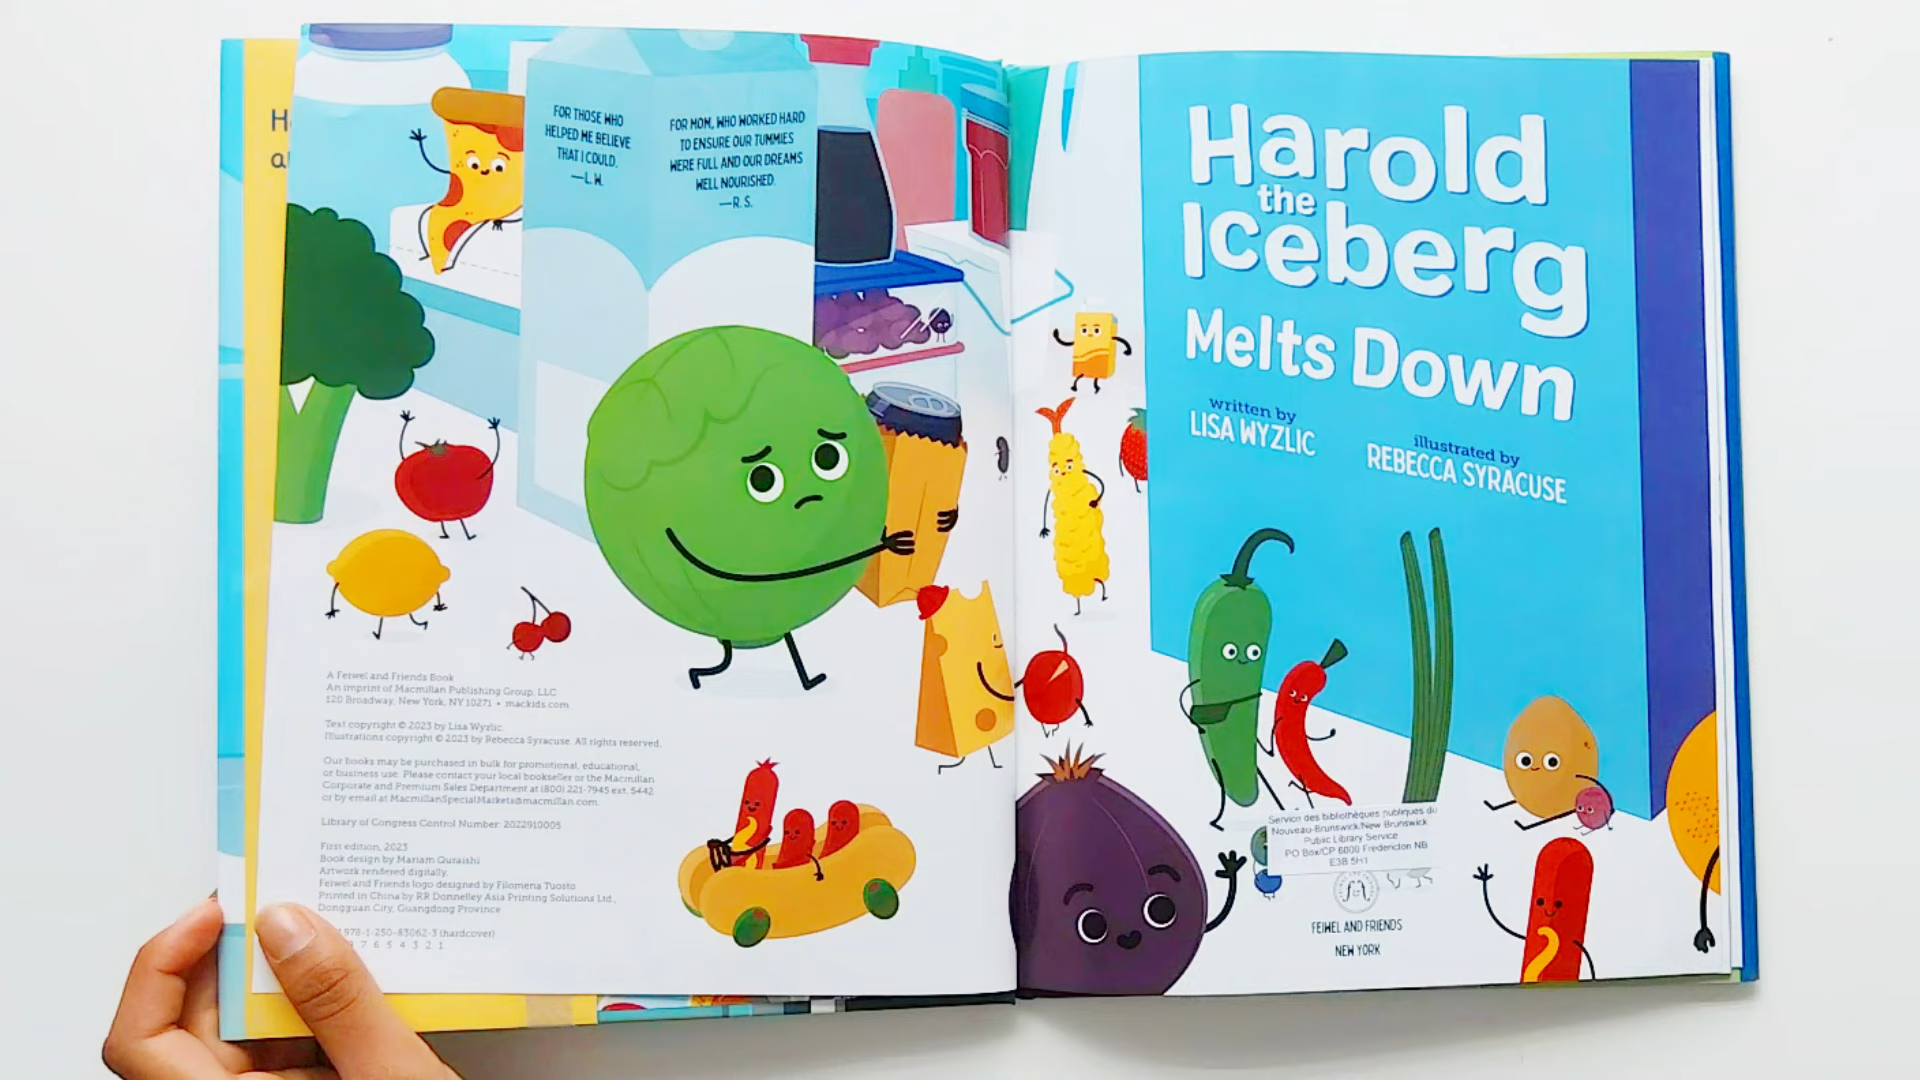 FOR THOSE WHO
HELPED ME BELIEVE
THAT I COULD.
—L. W.
FOR MOM, WHO WORKED HARD
TO ENSURE OUR TUMMIES
WERE FULL AND OUR DREAMS
WELL NOURISHED.
—R. S.
A Feiwel and Friends Book
An imprint of Macmillan Publishing Group, LLC
120 Broadway, New York, NY 10271 • mackids.com
Text copyright © 2023 by Lisa Wyzlic.
Illustrations copyright © 2023 by Rebecca Syracuse. All rights reserved.
Our books may be purchased in bulk for promotional, educational,
or business use. Please contact your local bookseller or the Macmillan
Corporate and Premium Sales Department at (800) 221-7945 ext. 5442
or by email at MacmillanSpecialMarkets@macmillan.com.
Library of Congress Control Number: 2022910005
First edition, 2023
Book design by Mariam Quraishi
Artwork rendered digitally.
Feiwel and Friends logo designed by Filomena Tuosto
Printed in China by RR Donnelley Asia Printing Solutions Ltd.,
Dongguan City, Guangdong Province
978-1-250-83062-3 (hardcover)
7 6 5 4 3 2 1
Harold
the
Iceberg
Melts Down
written by
LISA WYZLIC
illustrated by
REBECCA SYRACUSE
Service des bibliothèques publiques du
Nouveau-Brunswick/New Brunswick
Public Library Service
PO Box/CP 6000 Fredericton NB
E3B 5H1
FEIWEL AND FRIENDS
NEW YORK